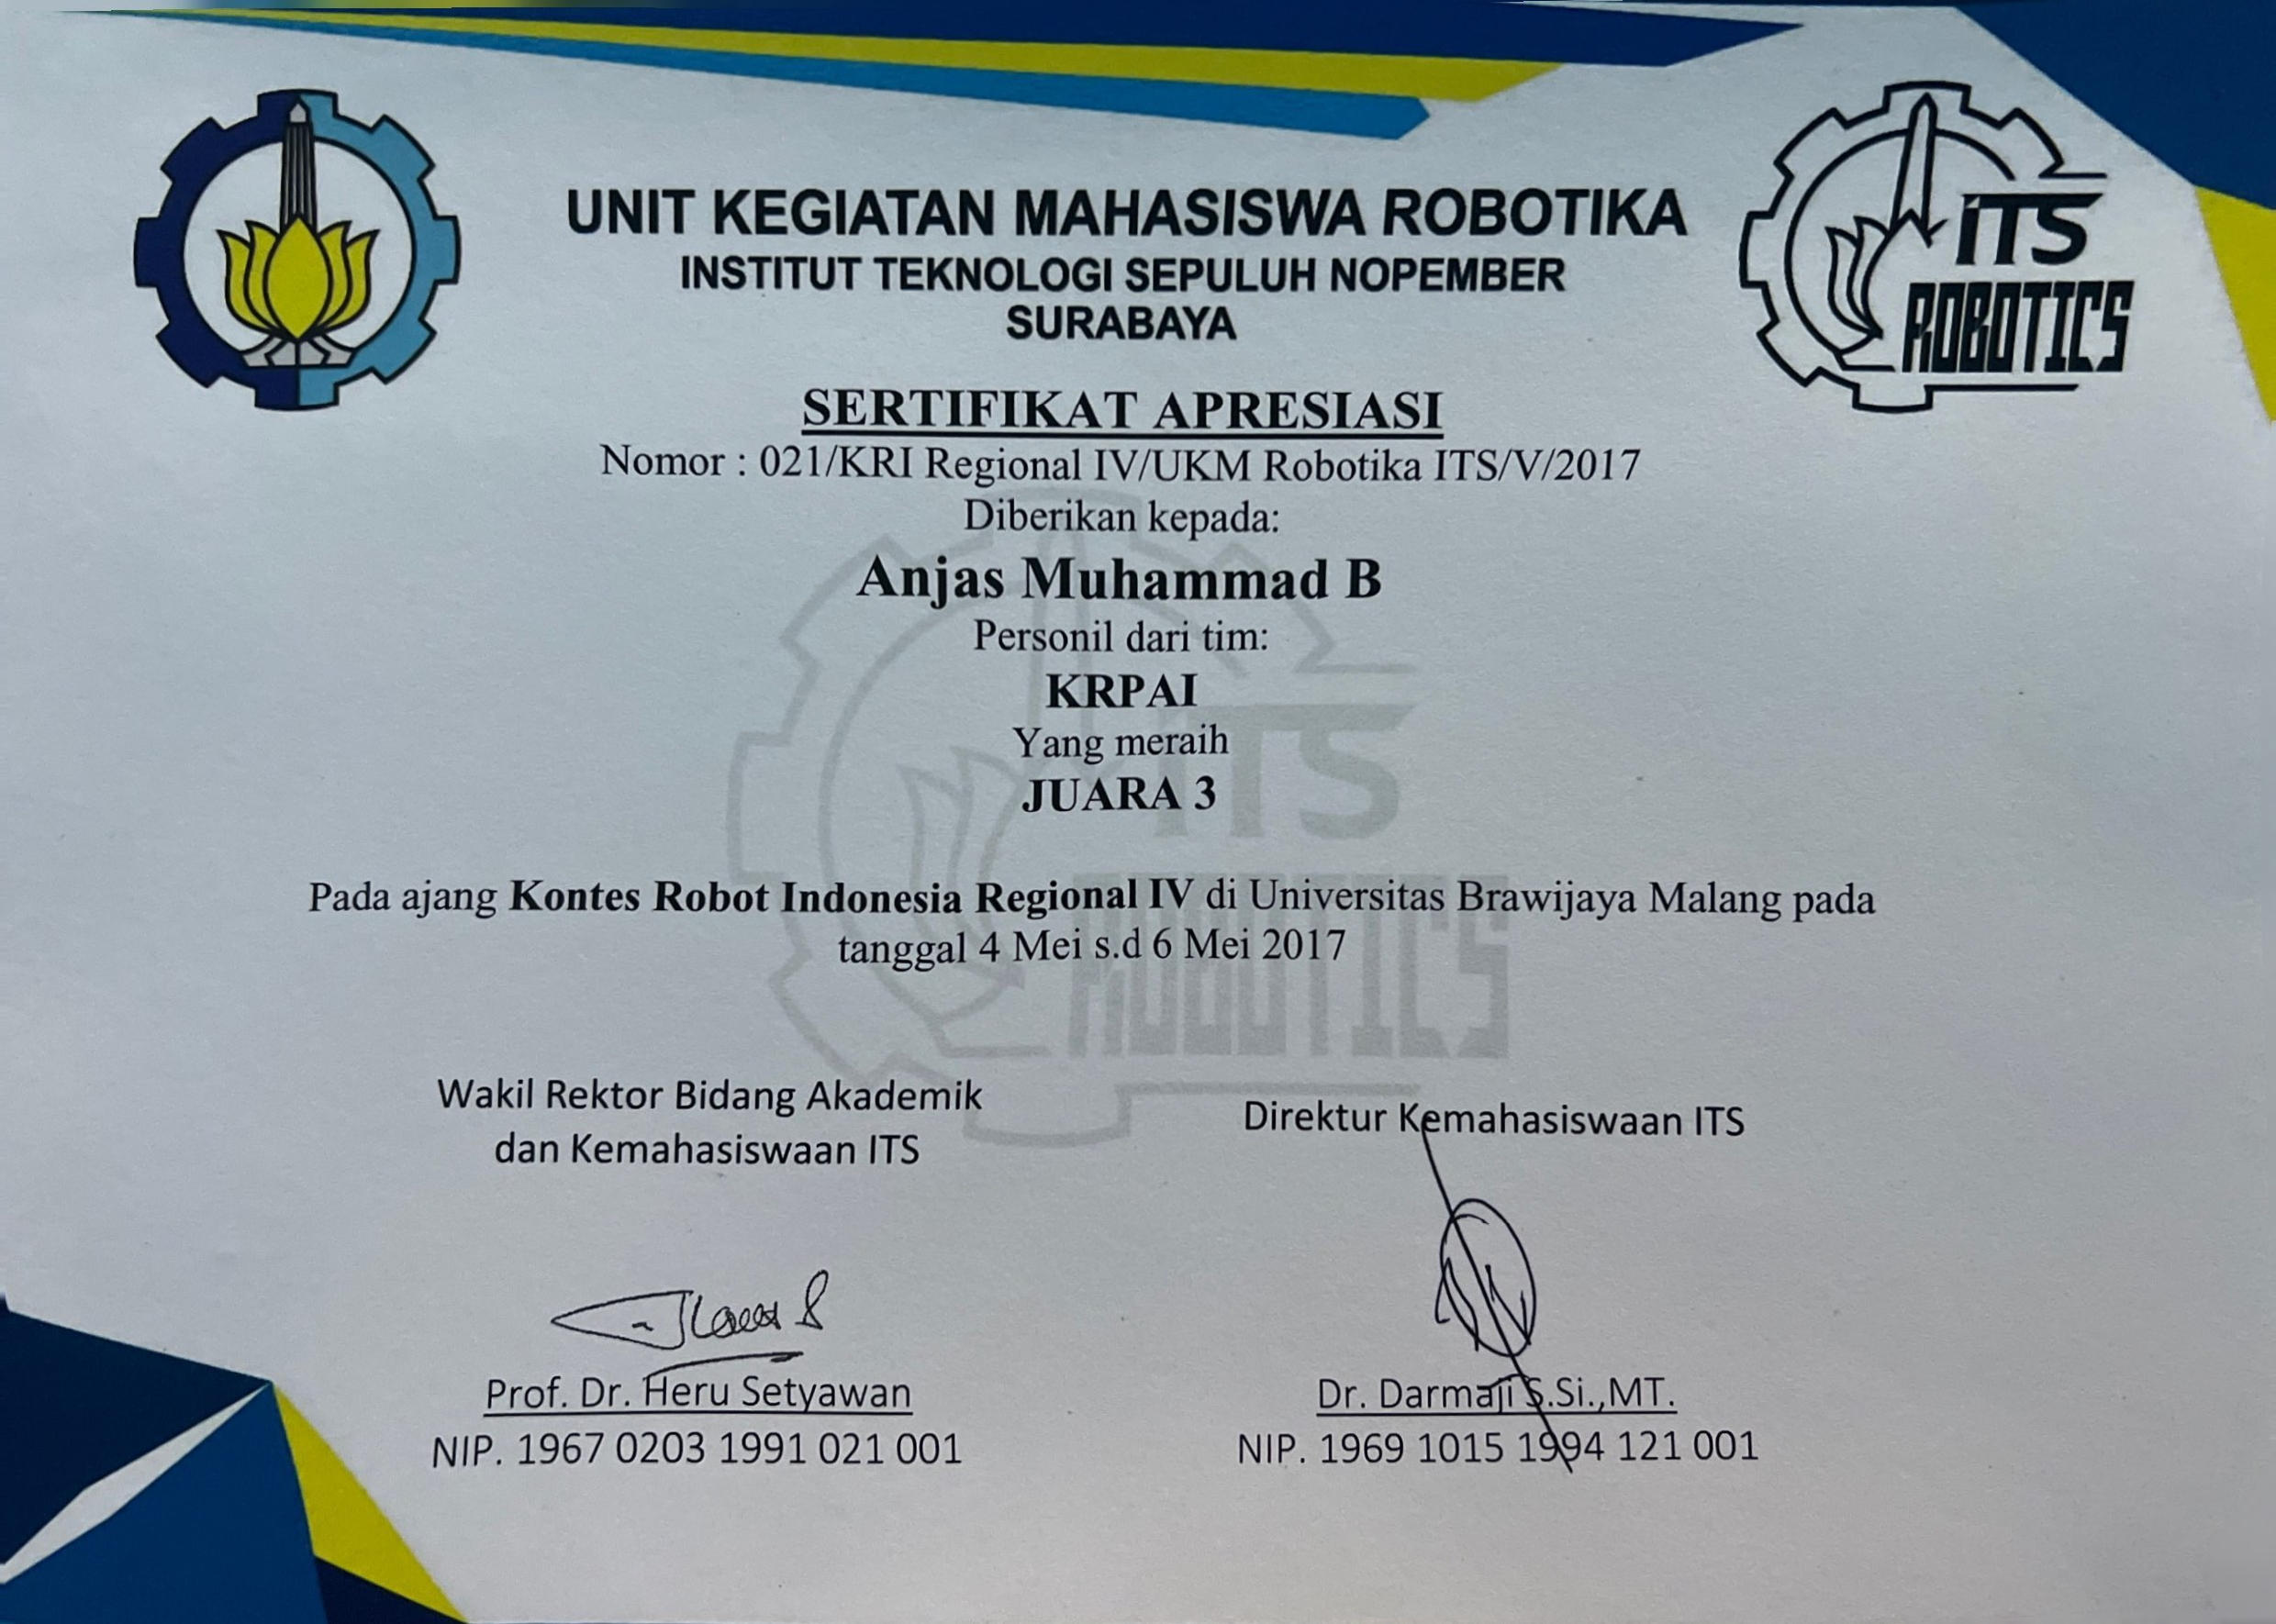 UNIT KEGIATAN MAHASISWA ROBOTIKA
INSTITUT TEKNOLOGI SEPULUH NOPEMBER
SURABAYA
ITS
ROBOTICS
SERTIFIKAT APRESIASI
Nomor : 021/KRI Regional IV/UKM Robotika ITS/V/2017
Diberikan kepada:
Anjas Muhammad B
Personil dari tim:
KRPAI
Yang meraih
JUARA 3
ITS
ROBOTICS
Pada ajang Kontes Robot Indonesia Regional IV di Universitas Brawijaya Malang pada
tanggal 4 Mei s.d 6 Mei 2017
Wakil Rektor Bidang Akademik
dan Kemahasiswaan ITS
Prof. Dr. Heru Setyawan
NIP. 1967 0203 1991 021 001
Direktur Kemahasiswaan ITS
Dr. Darmaji S.Si.,MT.
NIP. 1969 1015 1994 121 001